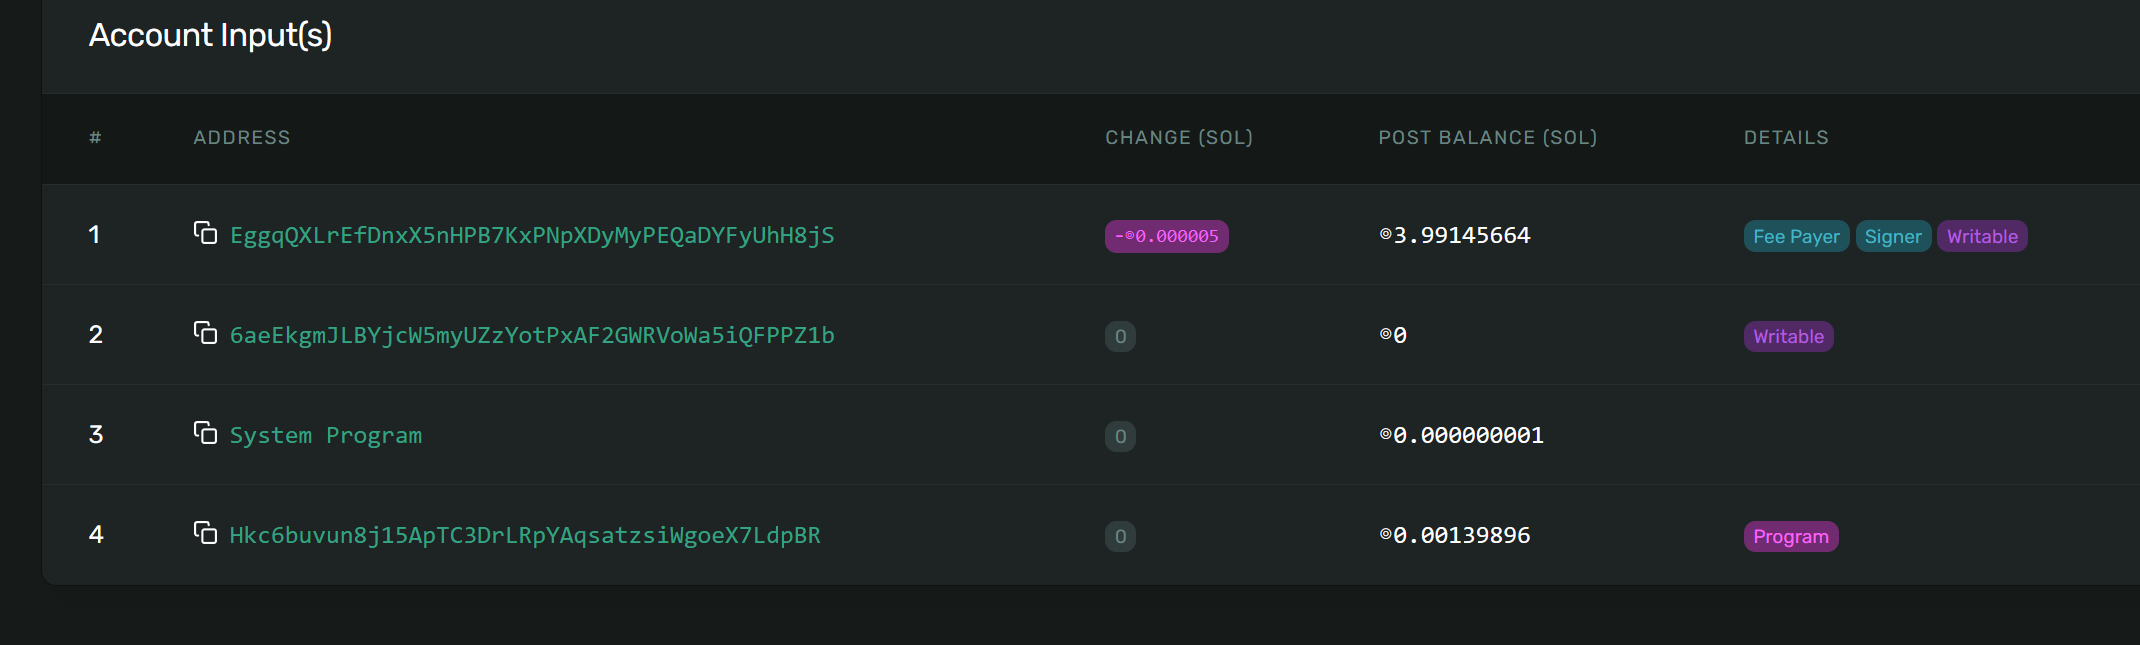 Account Input(s)
# ADDRESS CHANGE (SOL) POST BALANCE (SOL) DETAILS
1 EggqQXLrEfDnxX5nHPB7KxPNpXDyMyPEQaDYFyUhH8jS -◎0.000005 ◎3.99145664 Fee Payer Signer Writable
2 6aeEkgmJLBYjcW5myUZzYotPxAF2GWRVoWa5iQFPPZ1b 0 ◎0 Writable
3 System Program 0 ◎0.000000001
4 Hkc6buvun8j15ApTC3DrLRpYAqsatzsiWgoeX7LdpBR 0 ◎0.00139896 Program